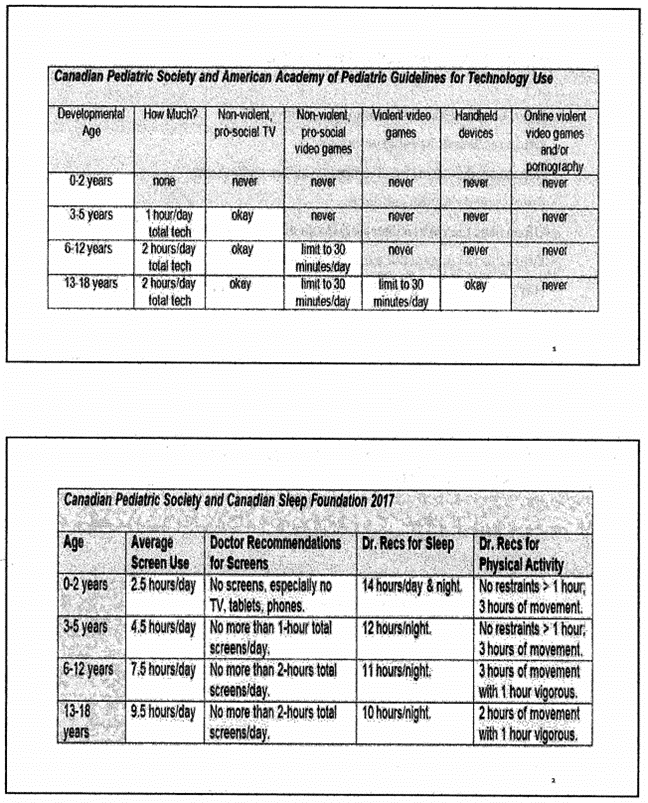 Canadian Pediatric Society and American Academy of Pediatric Guidelines for Technology Use
Developmental Age | How Much? | Non-violent, pro-social TV | Non-violent, pro-social video games | Violent video games | Handheld devices | Online violent video games and/or pornography
0-2 years | none | never | never | never | never | never
3-5 years | 1 hour/day total tech | okay | never | never | never | never
6-12 years | 2 hours/day total tech | okay | limit to 30 minutes/day | never | never | never
13-18 years | 2 hours/day total tech | okay | limit to 30 minutes/day | limit to 30 minutes/day | okay | never
1
Canadian Pediatric Society and Canadian Sleep Foundation 2017
Age | Average Screen Use | Doctor Recommendations for Screens | Dr. Recs for Sleep | Dr. Recs for Physical Activity
0-2 years | 2.5 hours/day | No screens, especially no TV, tablets, phones. | 14 hours/day & night. | No restraints > 1 hour; 3 hours of movement.
3-5 years | 4.5 hours/day | No more than 1-hour total screens/day. | 12 hours/night. | No restraints > 1 hour; 3 hours of movement.
6-12 years | 7.5 hours/day | No more than 2-hours total screens/day. | 11 hours/night. | 3 hours of movement with 1 hour vigorous.
13-18 years | 9.5 hours/day | No more than 2-hours total screens/day. | 10 hours/night. | 2 hours of movement with 1 hour vigorous.
2